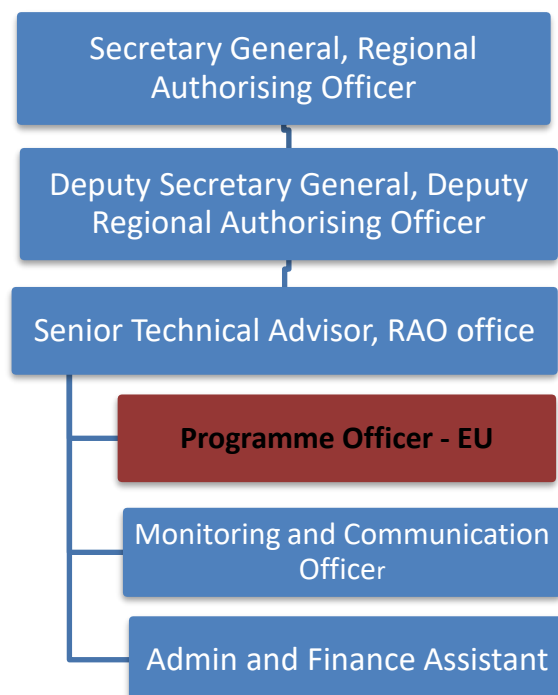 Secretary General, Regional
Authorising Officer
Deputy Secretary General, Deputy
Regional Authorising Officer
Senior Technical Advisor, RAO office
Programme Officer - EU
Monitoring and Communication
Officer
Admin and Finance Assistant